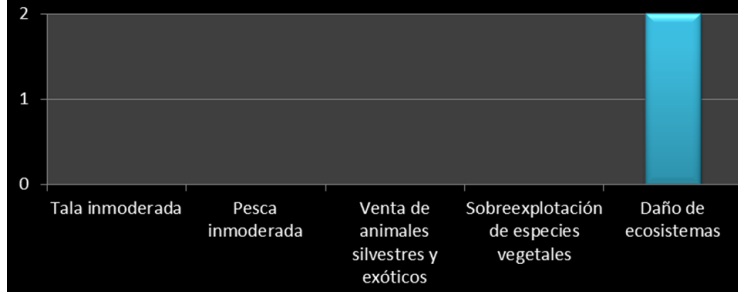 2
1
0
Tala inmoderada
Pesca
inmoderada
Venta de
animales
silvestres y
exóticos
Sobreexplotación
de especies
vegetales
Daño de
ecosistemas